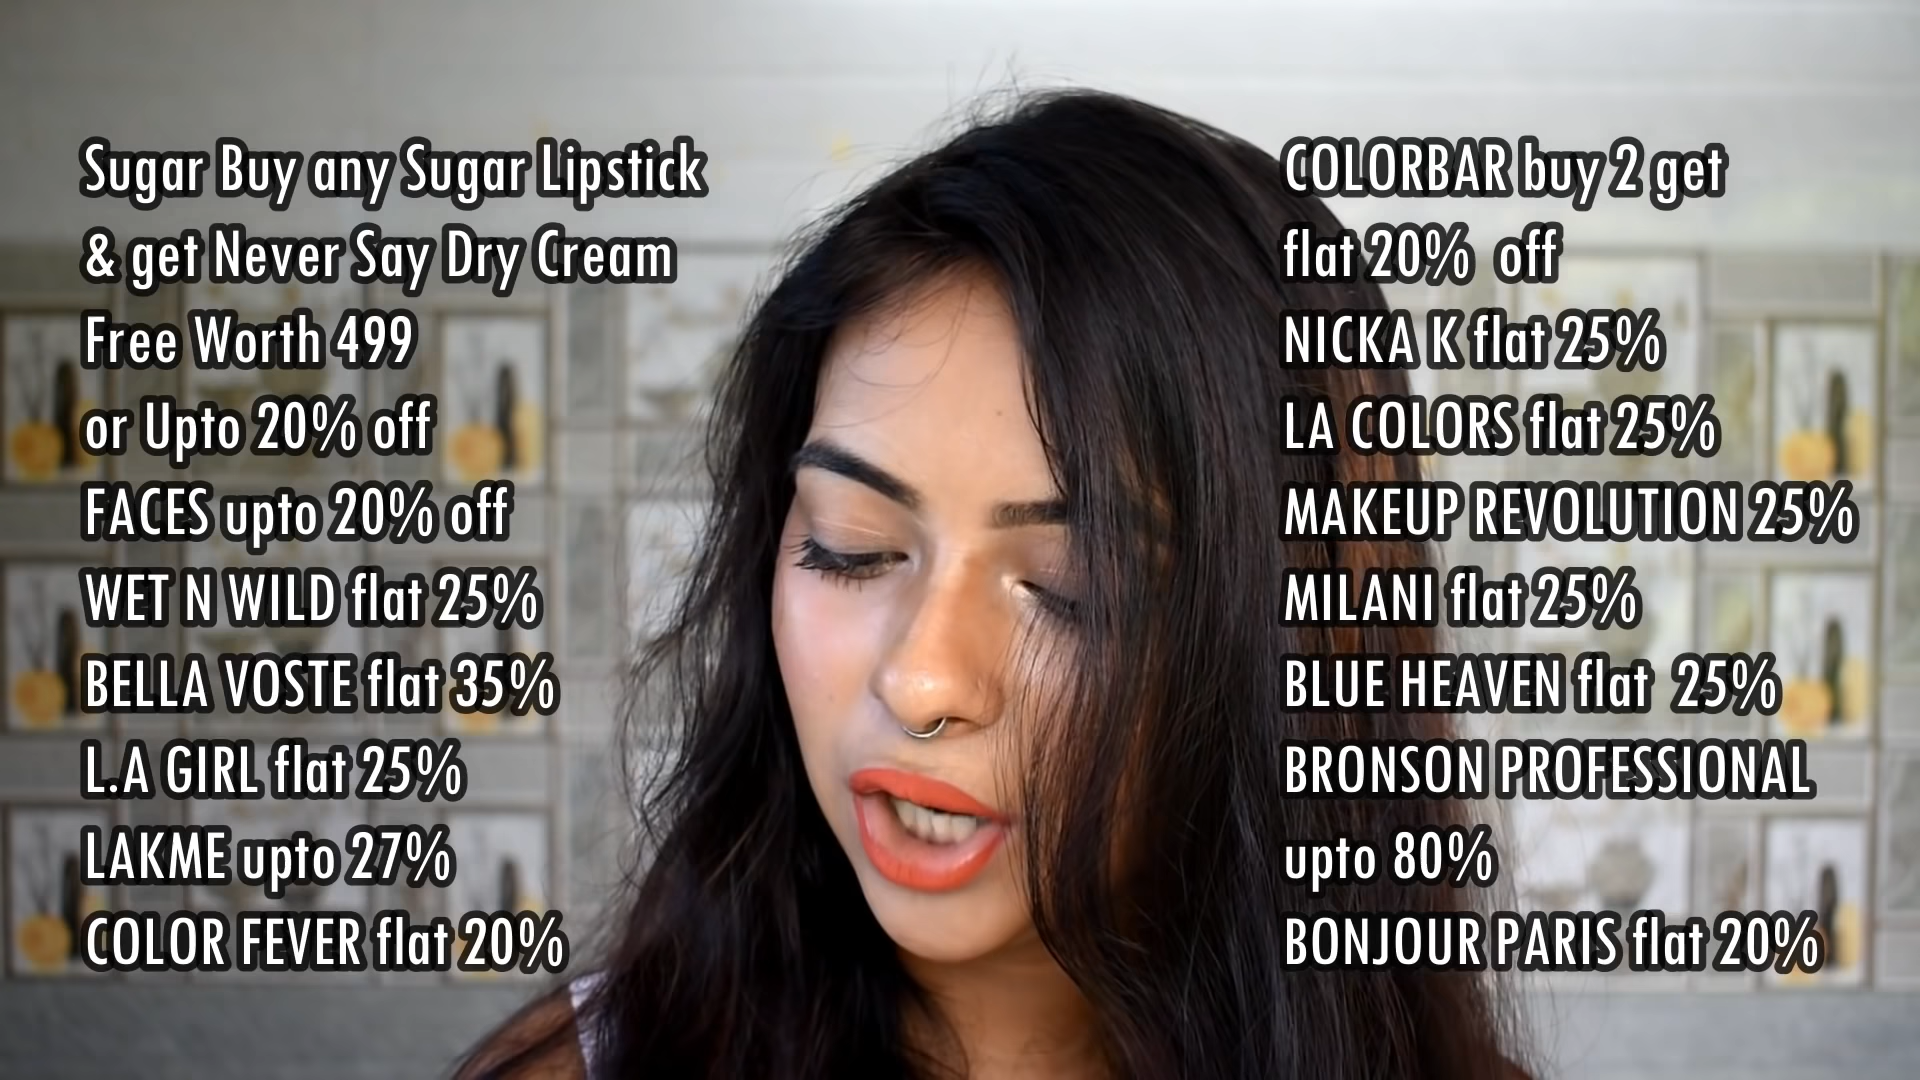 Sugar Buy any Sugar Lipstick
& get Never Say Dry Cream
Free Worth 499
or Upto 20% off
FACES upto 20% off
WET N WILD flat 25%
BELLA VOSTE flat 35%
L.A GIRL flat 25%
LAKME upto 27%
COLOR FEVER flat 20%
COLORBAR buy 2 get
flat 20%  off
NICKA K flat 25%
LA COLORS flat 25%
MAKEUP REVOLUTION 25%
MILANI flat 25%
BLUE HEAVEN flat  25%
BRONSON PROFESSIONAL
upto 80%
BONJOUR PARIS flat 20%